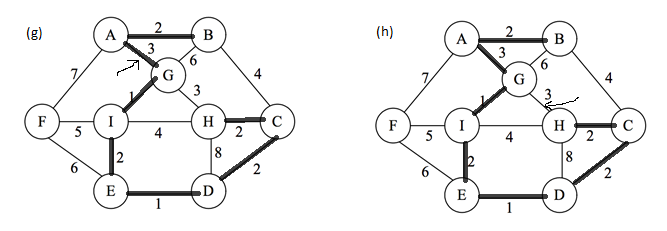 (g)
A 2 B
3 6
7 G 4
1 3
F 5 I 4 H 2 C
6 2 8 2
E 1 D
(h)
A 2 B
3 6
7 G 4
1 3
F 5 I 4 H 2 C
6 2 8 2
E 1 D